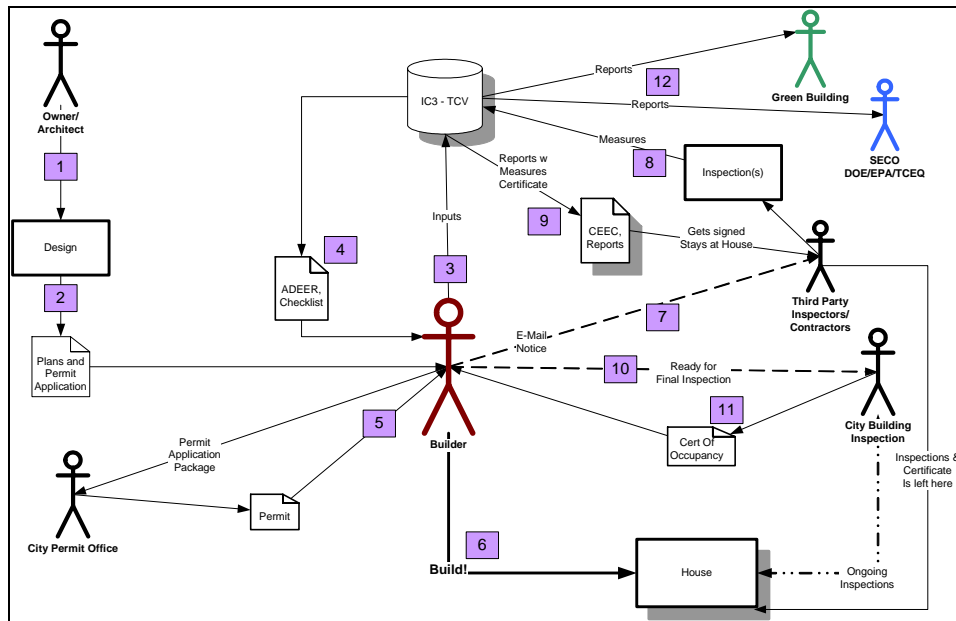 Owner/
Architect
1
Design
2
Plans and
Permit
Application
IC3 - TCV
Reports
12
Reports
Green Building
SECO
DOE/EPA/TCEQ
Measures
8
Inspection(s)
Reports w
Measures
Certificate
9
CEEC,
Reports
Gets signed
Stays at House
Inputs
3
4
ADEER,
Checklist
Third Party
Inspectors/
Contractors
7
E-Mail
Notice
10
Ready for
Final Inspection
11
Cert Of
Occupancy
City Building
Inspection
Builder
5
Permit
Application
Package
Permit
City Permit Office
6
Build!
House
Ongoing
Inspections
Inspections &
Certificate
Is left here